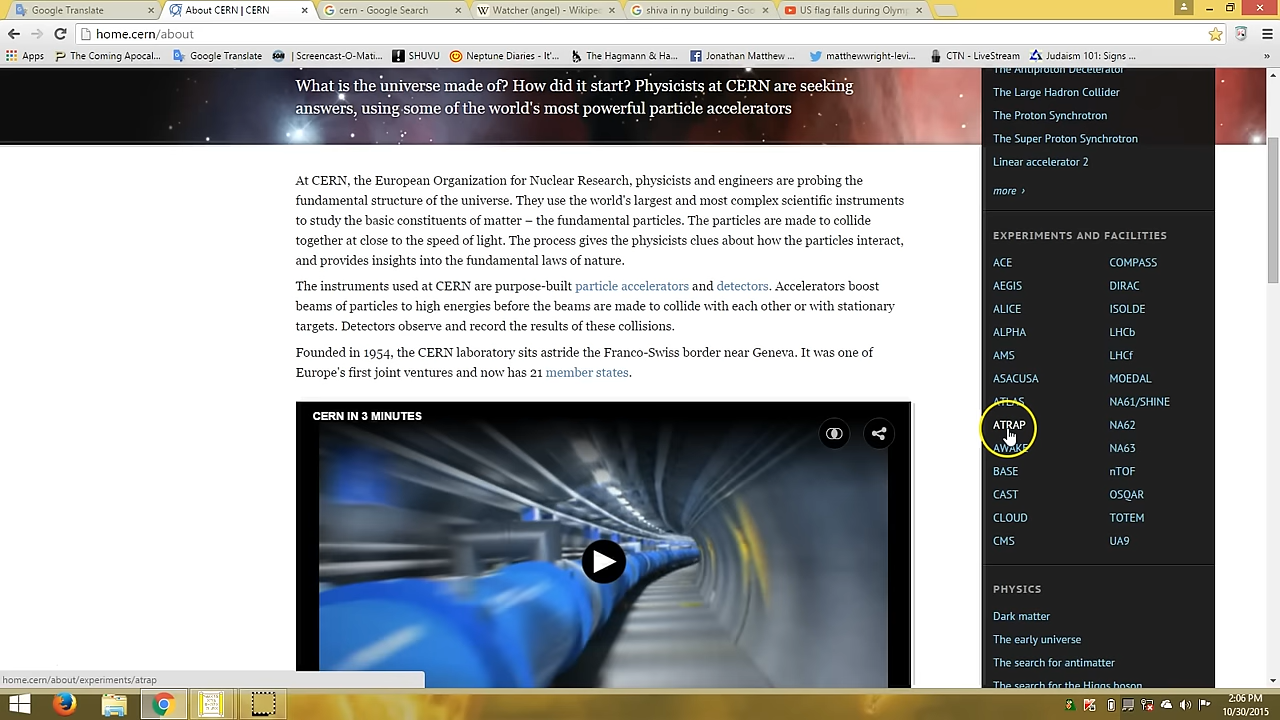 Google Translate
About CERN | CERN
cern - Google Search
Watcher (angel) - Wikipe
shiva in ny building - Goo
US flag falls during Olymp
home.cern/about
Apps
The Coming Apocal...
Google Translate
| Screencast-O-Mati...
SHUVU
Neptune Diaries - It'...
The Hagmann & Ha...
Jonathan Matthew ...
matthewwright-levi...
CTN - LiveStream
Judaism 101: Signs ...
»
What is the universe made of? How did it start? Physicists at CERN are seeking
answers, using some of the world's most powerful particle accelerators
At CERN, the European Organization for Nuclear Research, physicists and engineers are probing the
fundamental structure of the universe. They use the world's largest and most complex scientific instruments
to study the basic constituents of matter – the fundamental particles. The particles are made to collide
together at close to the speed of light. The process gives the physicists clues about how the particles interact,
and provides insights into the fundamental laws of nature.
The instruments used at CERN are purpose-built particle accelerators and detectors. Accelerators boost
beams of particles to high energies before the beams are made to collide with each other or with stationary
targets. Detectors observe and record the results of these collisions.
Founded in 1954, the CERN laboratory sits astride the Franco-Swiss border near Geneva. It was one of
Europe's first joint ventures and now has 21 member states.
CERN IN 3 MINUTES
The Antiproton Decelerator
The Large Hadron Collider
The Proton Synchrotron
The Super Proton Synchrotron
Linear accelerator 2
more ›
EXPERIMENTS AND FACILITIES
ACE
AEGIS
ALICE
ALPHA
AMS
ASACUSA
ATLAS
ATRAP
AWAKE
BASE
CAST
CLOUD
CMS
COMPASS
DIRAC
ISOLDE
LHCb
LHCf
MOEDAL
NA61/SHINE
NA62
NA63
nTOF
OSQAR
TOTEM
UA9
PHYSICS
Dark matter
The early universe
The search for antimatter
The search for the Higgs boson
home.cern/about/experiments/atrap
2:06 PM
10/30/2015